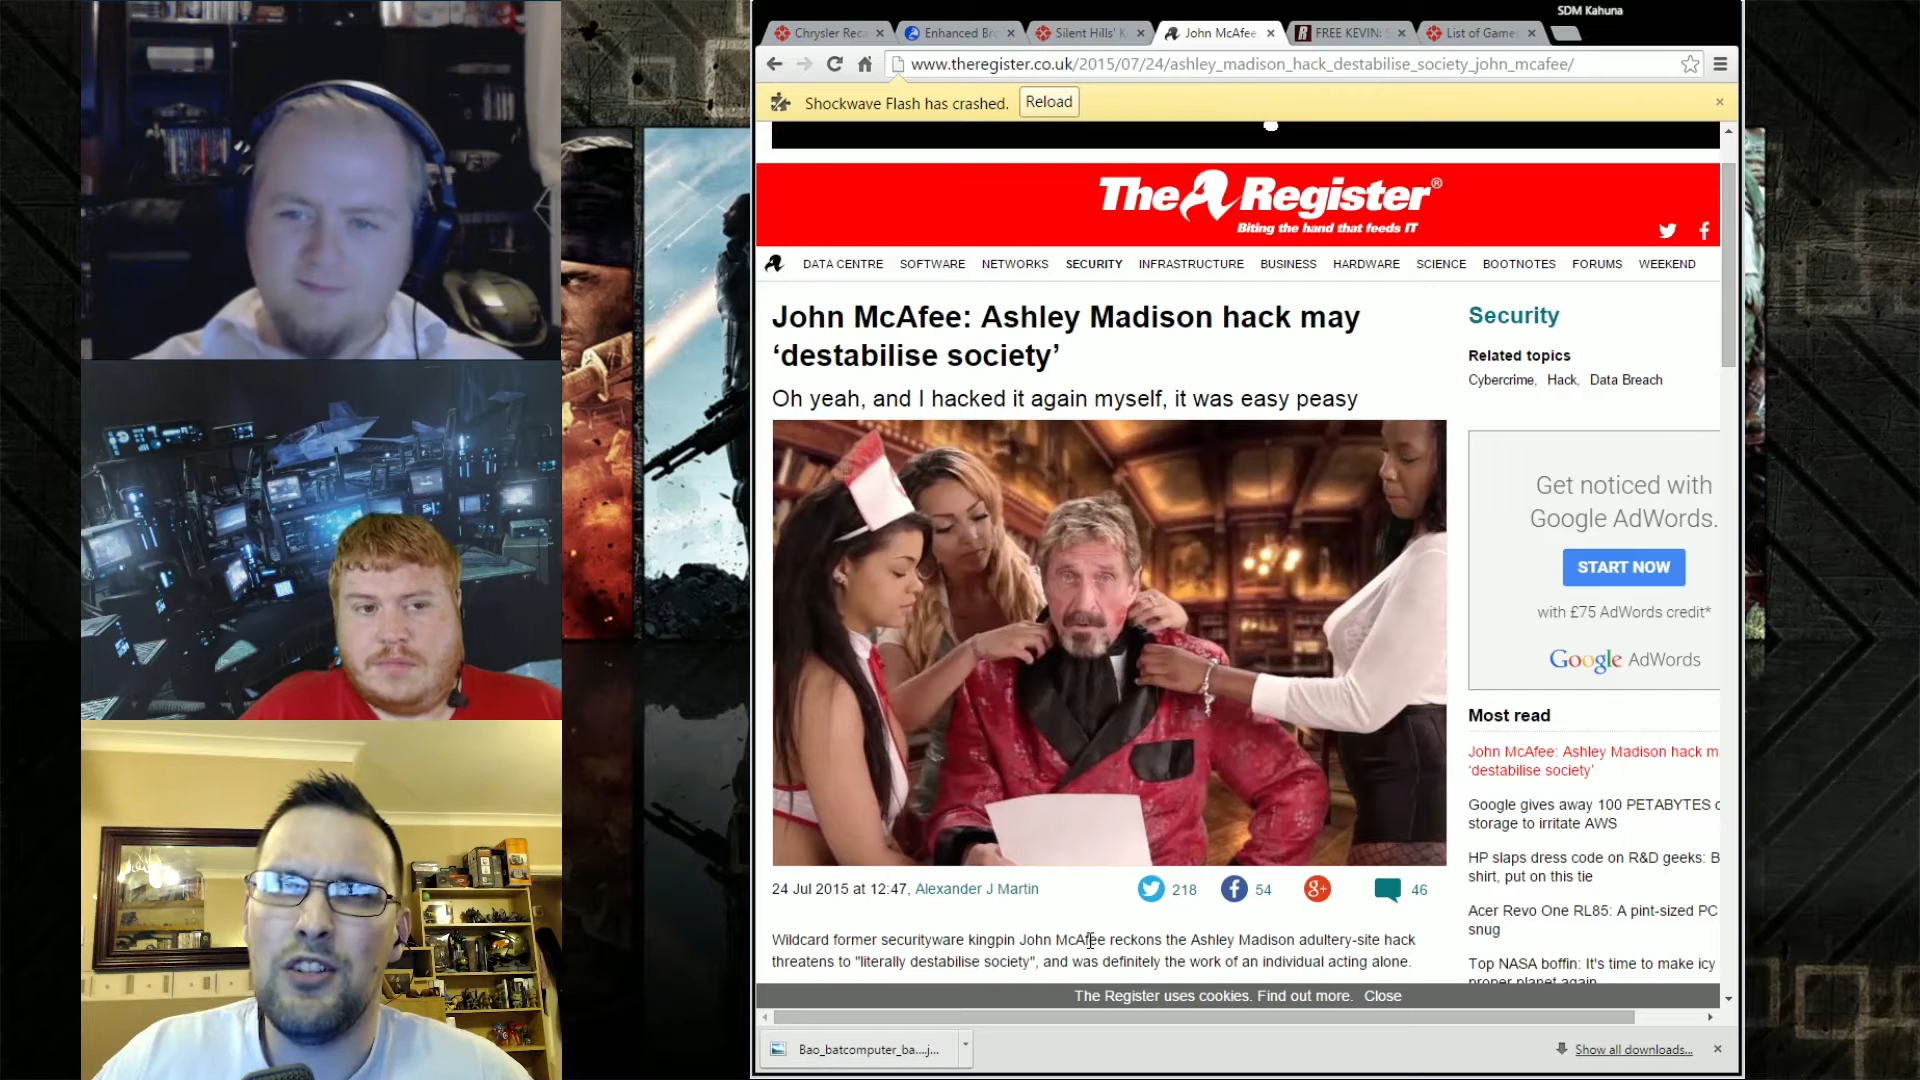 SDM Kahuna
Chrysler Reca
Enhanced Bro
Silent Hills' K
John McAfee
FREE KEVIN:
List of Games
www.theregister.co.uk/2015/07/24/ashley_madison_hack_destabilise_society_john_mcafee/
Shockwave Flash has crashed. Reload
The Register®
Biting the hand that feeds IT
DATA CENTRE SOFTWARE NETWORKS SECURITY INFRASTRUCTURE BUSINESS HARDWARE SCIENCE BOOTNOTES FORUMS WEEKEND
John McAfee: Ashley Madison hack may
‘destabilise society’
Oh yeah, and I hacked it again myself, it was easy peasy
24 Jul 2015 at 12:47, Alexander J Martin
218
54
g+
46
Wildcard former securityware kingpin John McAfee reckons the Ashley Madison adultery-site hack
threatens to "literally destabilise society", and was definitely the work of an individual acting alone.
Security
Related topics
Cybercrime, Hack, Data Breach
Get noticed with
Google AdWords.
START NOW
with £75 AdWords credit*
Google AdWords
Most read
John McAfee: Ashley Madison hack m
‘destabilise society’
Google gives away 100 PETABYTES o
storage to irritate AWS
HP slaps dress code on R&D geeks: B
shirt, put on this tie
Acer Revo One RL85: A pint-sized PC
snug
Top NASA boffin: It's time to make icy
proper planet again
The Register uses cookies. Find out more. Close
Bao_batcomputer_ba....j...
Show all downloads...